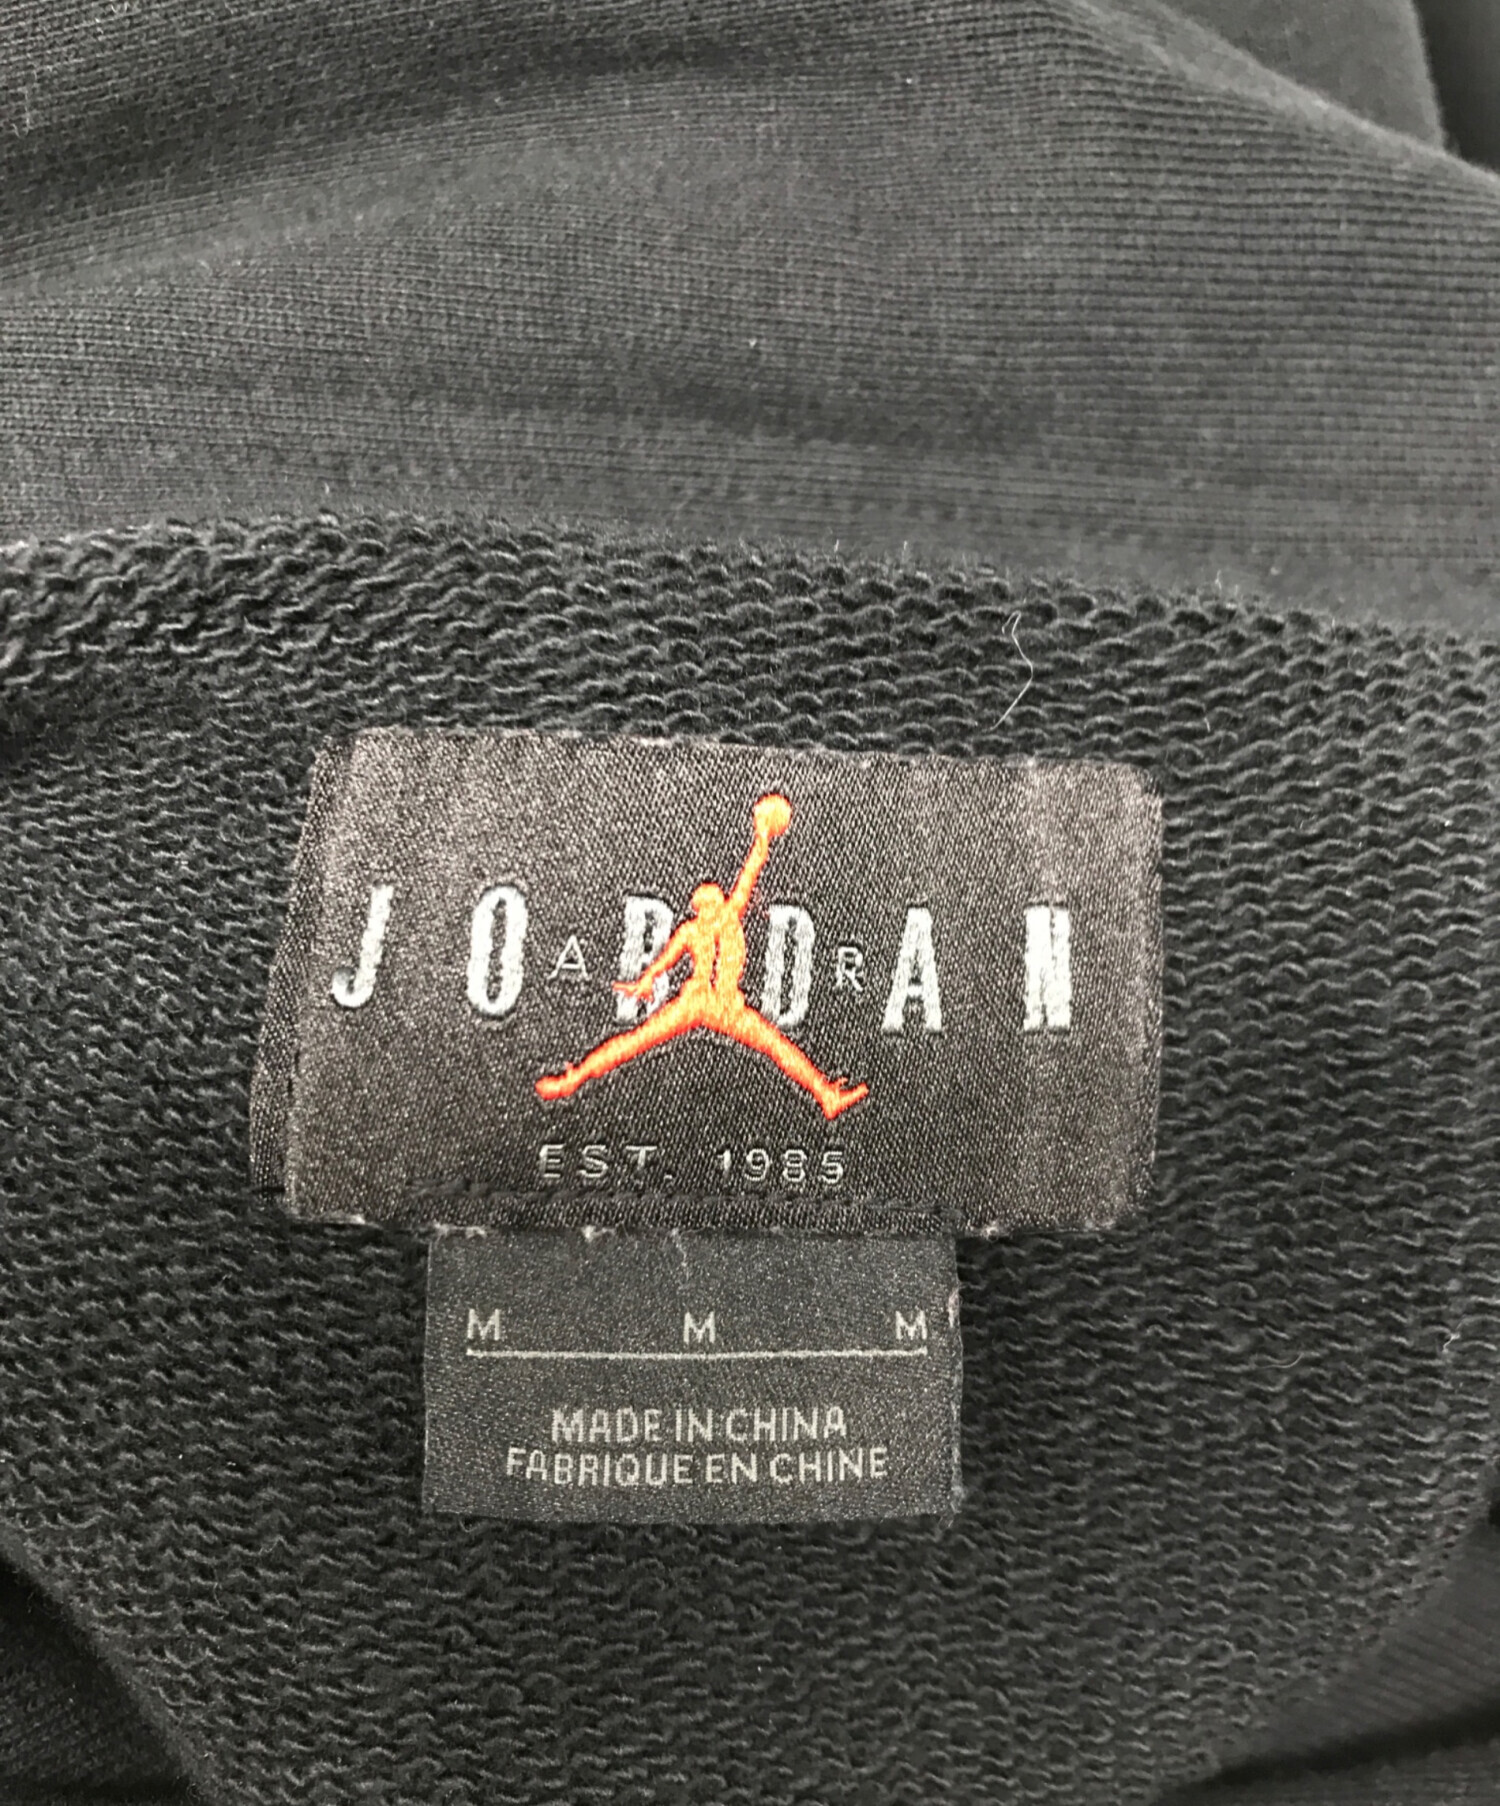 JORDAN
AIR
EST. 1985
M M M
MADE IN CHINA
FABRIQUE EN CHINE